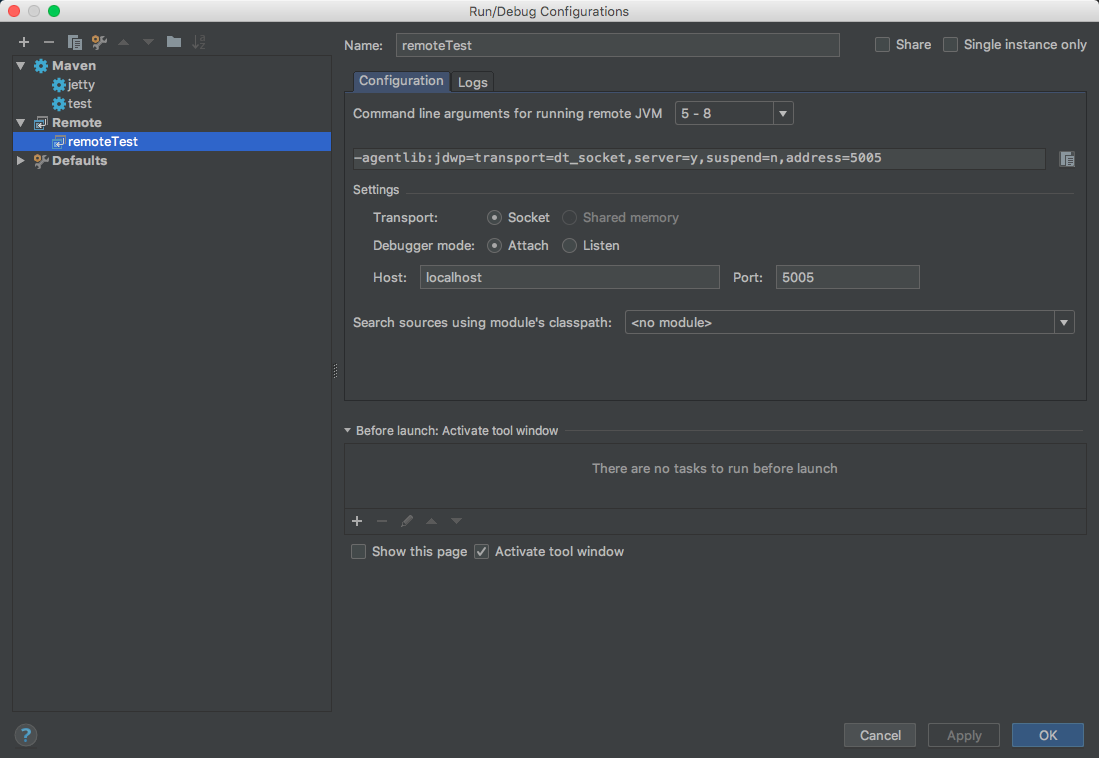 Run/Debug Configurations
Name: remoteTest Share Single instance only
Maven
jetty
test
Remote
remoteTest
Defaults
Configuration Logs
Command line arguments for running remote JVM 5 - 8
-agentlib:jdwp=transport=dt_socket,server=y,suspend=n,address=5005
Settings
Transport: Socket Shared memory
Debugger mode: Attach Listen
Host: localhost Port: 5005
Search sources using module's classpath: <no module>
Before launch: Activate tool window
There are no tasks to run before launch
Show this page Activate tool window
? Cancel Apply OK